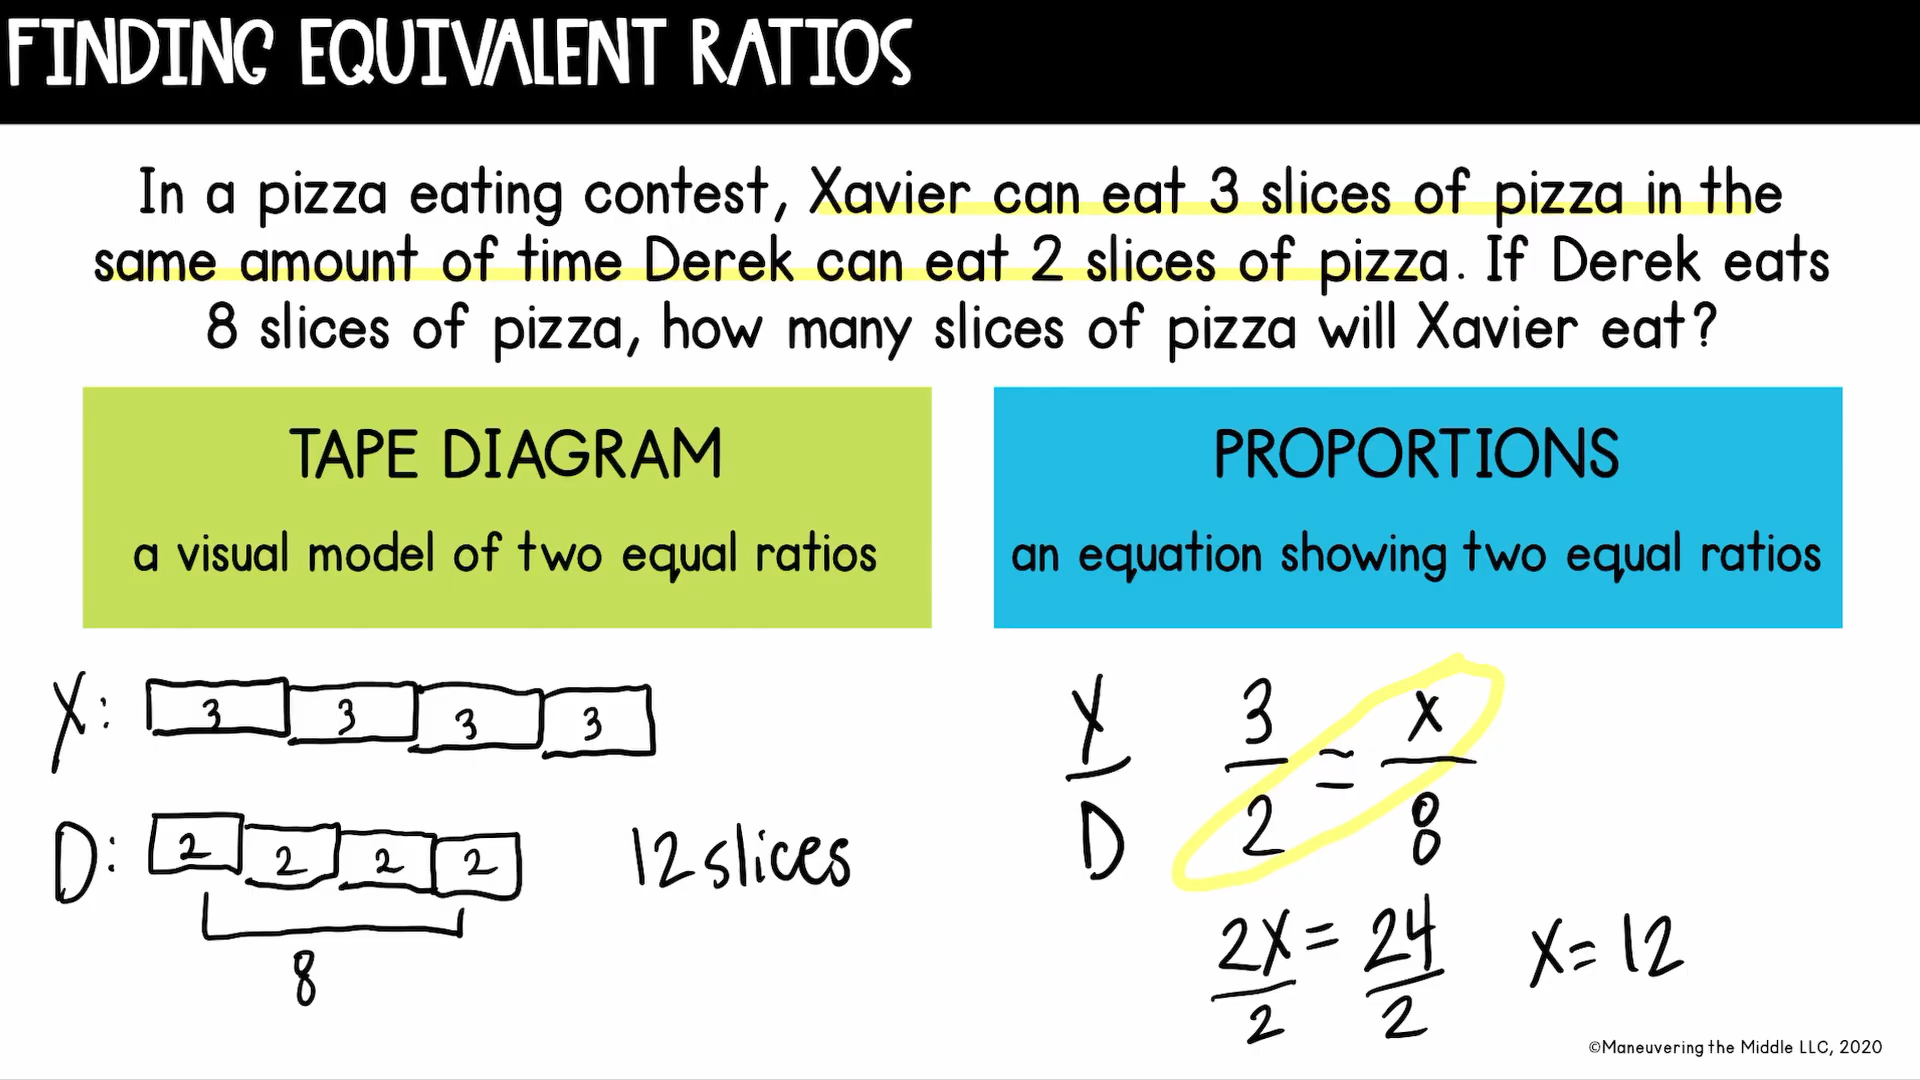 FINDING EQUIVALENT RATIOS
In a pizza eating contest, Xavier can eat 3 slices of pizza in the
same amount of time Derek can eat 2 slices of pizza. If Derek eats
8 slices of pizza, how many slices of pizza will Xavier eat?
TAPE DIAGRAM
a visual model of two equal ratios
PROPORTIONS
an equation showing two equal ratios
X: 3 3 3 3
D: 2 2 2 2
8
12 slices
X/D 3/2 = x/8
2x/2 = 24/2
x = 12
©Maneuvering the Middle LLC, 2020